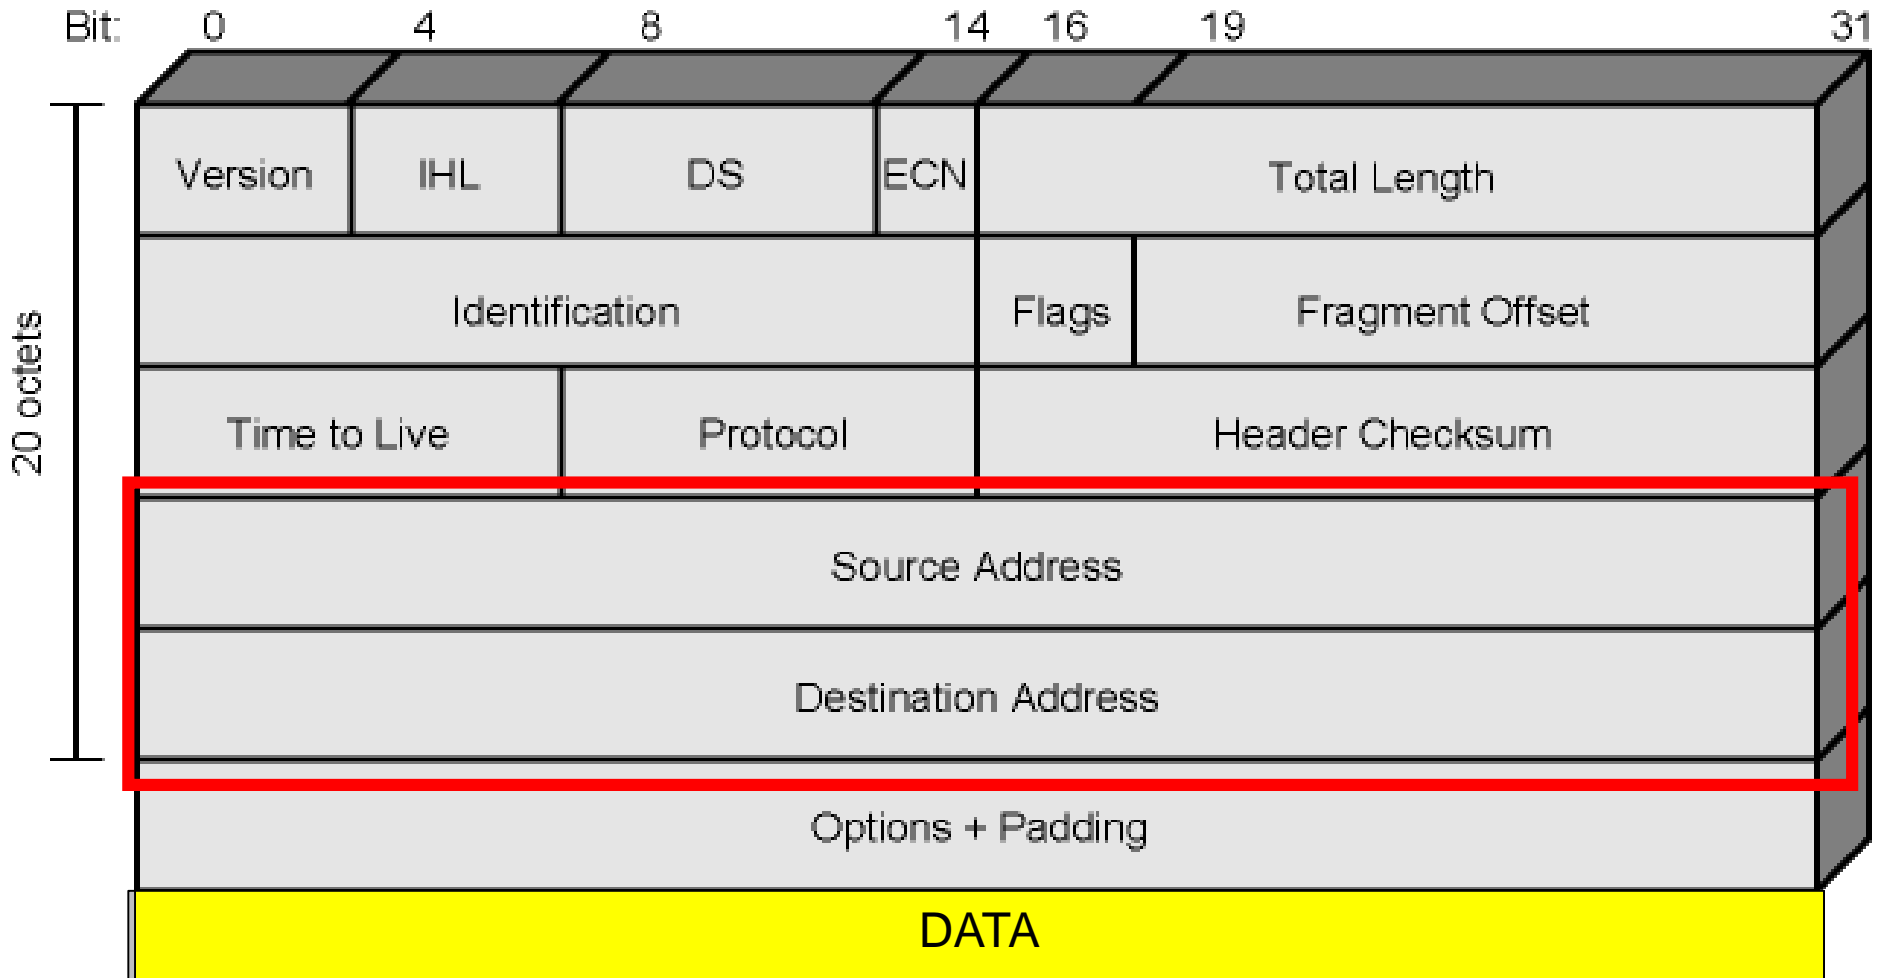 Bit: 0 4 8 14 16 19 31
Version IHL DS ECN Total Length
Identification Flags Fragment Offset
Time to Live Protocol Header Checksum
Source Address
Destination Address
Options + Padding
DATA
20 octets